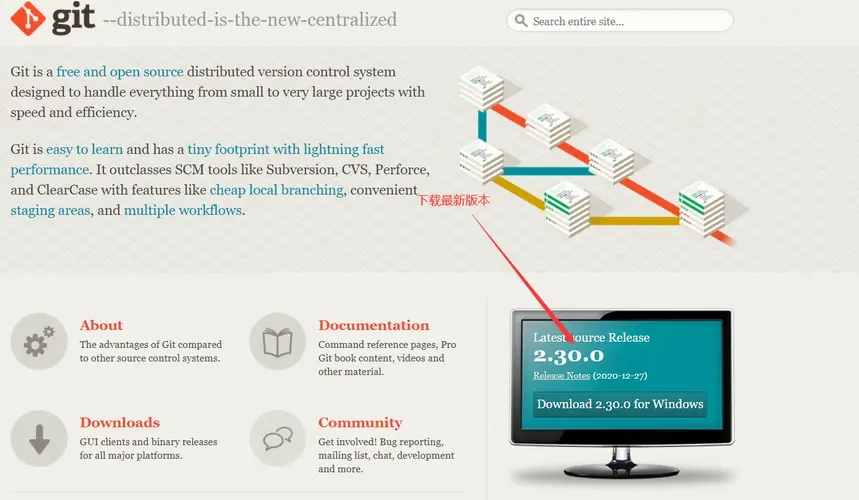 git --distributed-is-the-new-centralized
Search entire site...
Git is a free and open source distributed version control system
designed to handle everything from small to very large projects with
speed and efficiency.
Git is easy to learn and has a tiny footprint with lightning fast
performance. It outclasses SCM tools like Subversion, CVS, Perforce,
and ClearCase with features like cheap local branching, convenient
staging areas, and multiple workflows.
下载最新版本
About
The advantages of Git compared
to other source control systems.
Documentation
Command reference pages, Pro
Git book content, videos and
other material.
Downloads
GUI clients and binary releases
for all major platforms.
Community
Get involved! Bug reporting,
mailing list, chat, development
and more.
Latest source Release
2.30.0
Release Notes (2020-12-27)
Download 2.30.0 for Windows